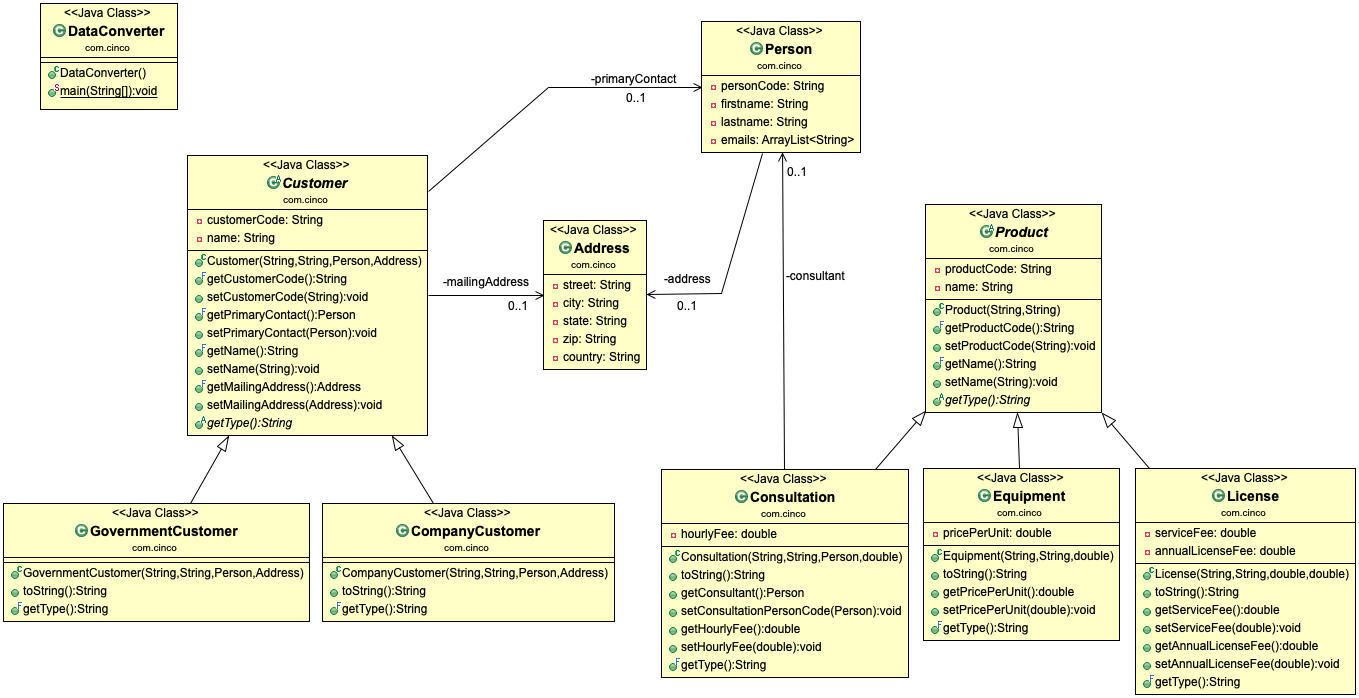 <<Java Class>>
DataConverter
com.cinco
DataConverter()
main(String[]):void
<<Java Class>>
Person
com.cinco
personCode: String
firstname: String
lastname: String
emails: ArrayList<String>
-primaryContact
0..1
<<Java Class>>
Customer
com.cinco
customerCode: String
name: String
Customer(String,String,Person,Address)
getCustomerCode():String
setCustomerCode(String):void
getPrimaryContact():Person
setPrimaryContact(Person):void
getName():String
setName(String):void
getMailingAddress():Address
setMailingAddress(Address):void
getType():String
-mailingAddress
0..1
<<Java Class>>
Address
com.cinco
street: String
city: String
state: String
zip: String
country: String
-address
0..1
0..1
-consultant
<<Java Class>>
Product
com.cinco
productCode: String
name: String
Product(String,String)
getProductCode():String
setProductCode(String):void
getName():String
setName(String):void
getType():String
<<Java Class>>
GovernmentCustomer
com.cinco
GovernmentCustomer(String,String,Person,Address)
toString():String
getType():String
<<Java Class>>
CompanyCustomer
com.cinco
CompanyCustomer(String,String,Person,Address)
toString():String
getType():String
<<Java Class>>
Consultation
com.cinco
hourlyFee: double
Consultation(String,String,Person,double)
toString():String
getConsultant():Person
setConsultationPersonCode(Person):void
getHourlyFee():double
setHourlyFee(double):void
getType():String
<<Java Class>>
Equipment
com.cinco
pricePerUnit: double
Equipment(String,String,double)
toString():String
getPricePerUnit():double
setPricePerUnit(double):void
getType():String
<<Java Class>>
License
com.cinco
serviceFee: double
annualLicenseFee: double
License(String,String,double,double)
toString():String
getServiceFee():double
setServiceFee(double):void
getAnnualLicenseFee():double
setAnnualLicenseFee(double):void
getType():String